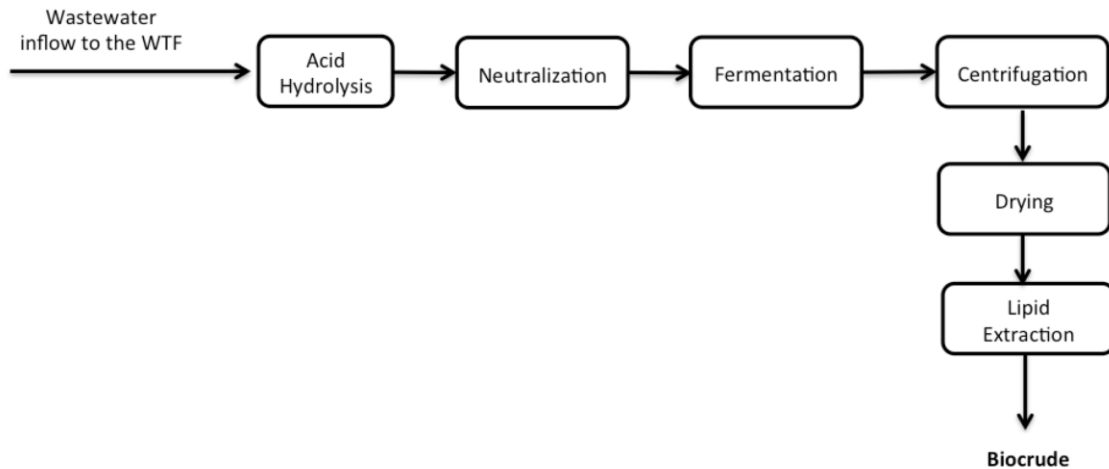 Wastewater
inflow to the WTF
Acid
Hydrolysis
Neutralization
Fermentation
Centrifugation
Drying
Lipid
Extraction
Biocrude